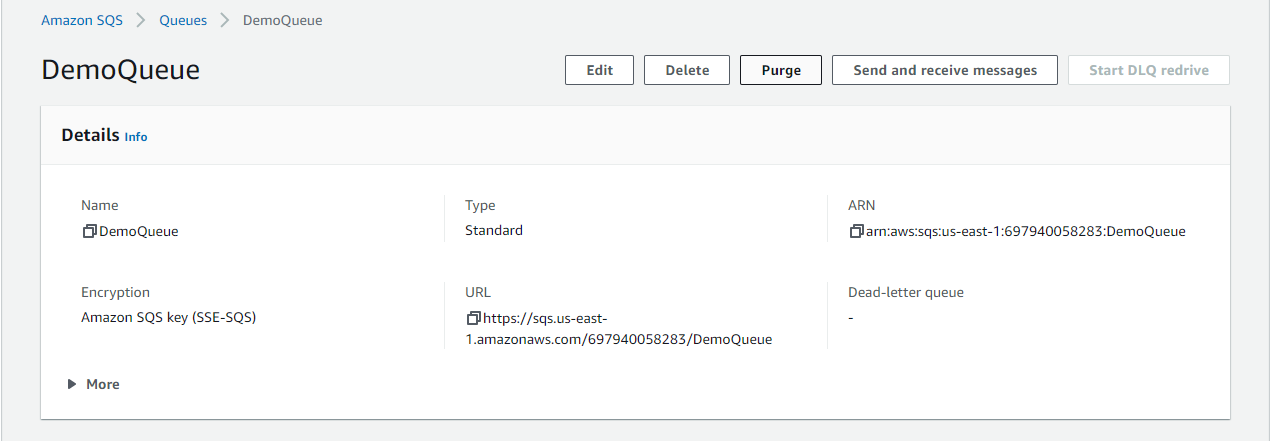 Amazon SQS > Queues > DemoQueue
DemoQueue
Edit Delete Purge Send and receive messages Start DLQ redrive
Details Info
Name Type ARN
DemoQueue Standard arn:aws:sqs:us-east-1:697940058283:DemoQueue
Encryption URL Dead-letter queue
Amazon SQS key (SSE-SQS) https://sqs.us-east- -
1.amazonaws.com/697940058283/DemoQueue
More